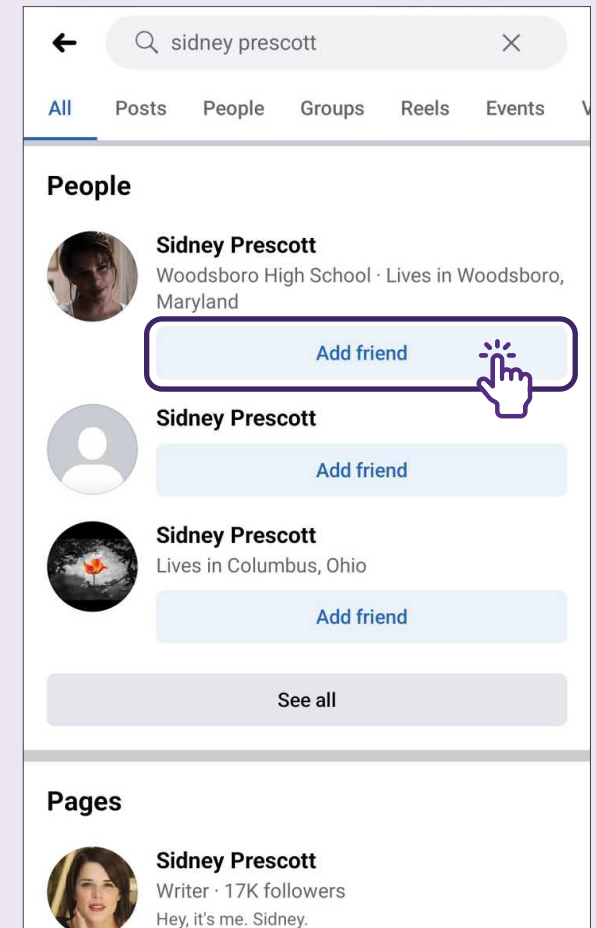 sidney prescott
All Posts People Groups Reels Events V
People
Sidney Prescott
Woodsboro High School · Lives in Woodsboro,
Maryland
Add friend
Sidney Prescott
Add friend
Sidney Prescott
Lives in Columbus, Ohio
Add friend
See all
Pages
Sidney Prescott
Writer · 17K followers
Hey, it's me. Sidney.